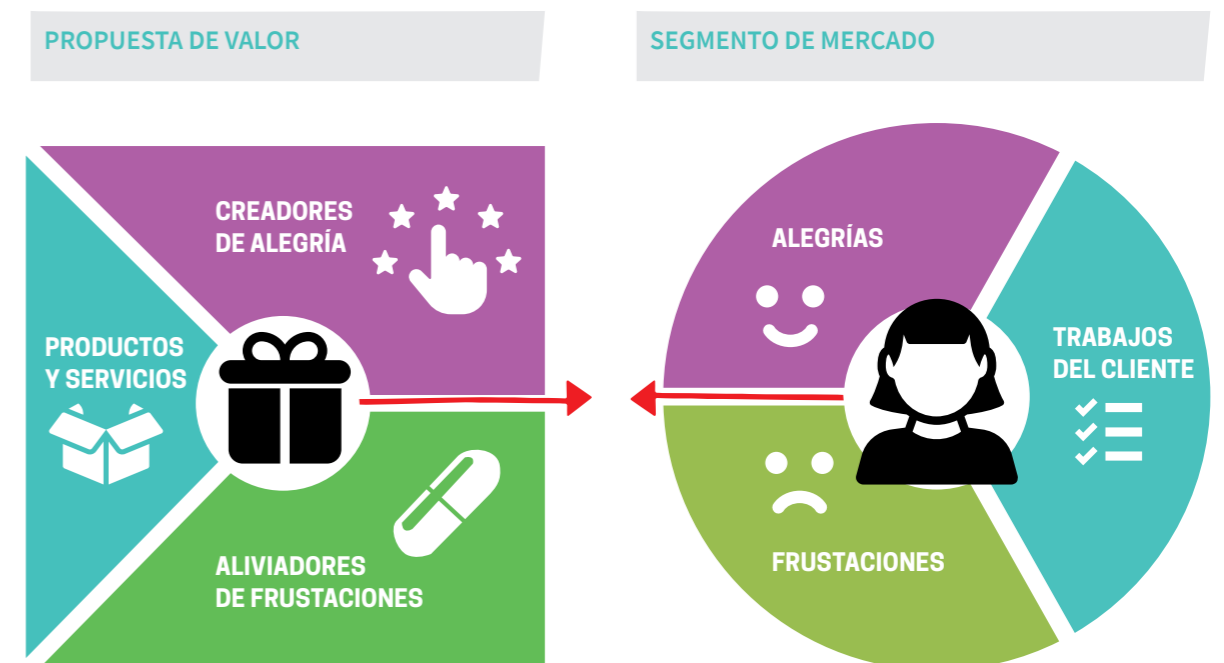 PROPUESTA DE VALOR
CREADORES
DE ALEGRÍA
PRODUCTOS
Y SERVICIOS
ALIVIADORES
DE FRUSTACIONES
SEGMENTO DE MERCADO
ALEGRÍAS
TRABAJOS
DEL CLIENTE
FRUSTACIONES